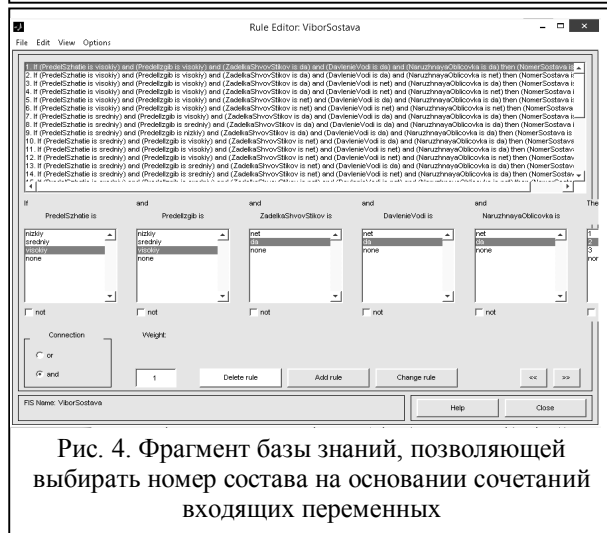 Rule Editor: ViborSostava
File Edit View Options
1. If (PredelSzhatie is visokiy) and (PredelIzgib is visokiy) and (ZadelkaShvovStikov is da) and (DavlenieVodi is da) and (NaruzhnayaOblicovka is da) then (NomerSostava is
2. If (PredelSzhatie is visokiy) and (PredelIzgib is visokiy) and (ZadelkaShvovStikov is da) and (DavlenieVodi is da) and (NaruzhnayaOblicovka is net) then (NomerSostava i
3. If (PredelSzhatie is visokiy) and (PredelIzgib is visokiy) and (ZadelkaShvovStikov is da) and (DavlenieVodi is net) and (NaruzhnayaOblicovka is da) then (NomerSostava i
4. If (PredelSzhatie is visokiy) and (PredelIzgib is visokiy) and (ZadelkaShvovStikov is da) and (DavlenieVodi is net) and (NaruzhnayaOblicovka is net) then (NomerSostava
5. If (PredelSzhatie is visokiy) and (PredelIzgib is visokiy) and (ZadelkaShvovStikov is net) and (DavlenieVodi is da) and (NaruzhnayaOblicovka is da) then (NomerSostava i
6. If (PredelSzhatie is visokiy) and (PredelIzgib is sredniy) and (ZadelkaShvovStikov is da) and (DavlenieVodi is da) and (NaruzhnayaOblicovka is da) then (NomerSostava is
7. If (PredelSzhatie is sredniy) and (PredelIzgib is visokiy) and (ZadelkaShvovStikov is da) and (DavlenieVodi is da) and (NaruzhnayaOblicovka is da) then (NomerSostava is
8. If (PredelSzhatie is sredniy) and (PredelIzgib is sredniy) and (ZadelkaShvovStikov is da) and (DavlenieVodi is da) and (NaruzhnayaOblicovka is da) then (NomerSostava is
9. If (PredelSzhatie is sredniy) and (PredelIzgib is nizkiy) and (ZadelkaShvovStikov is da) and (DavlenieVodi is da) and (NaruzhnayaOblicovka is da) then (NomerSostava is
10. If (PredelSzhatie is sredniy) and (PredelIzgib is visokiy) and (ZadelkaShvovStikov is net) and (DavlenieVodi is da) and (NaruzhnayaOblicovka is da) then (NomerSostav
11. If (PredelSzhatie is sredniy) and (PredelIzgib is visokiy) and (ZadelkaShvovStikov is da) and (DavlenieVodi is net) and (NaruzhnayaOblicovka is da) then (NomerSostav
12. If (PredelSzhatie is sredniy) and (PredelIzgib is visokiy) and (ZadelkaShvovStikov is da) and (DavlenieVodi is da) and (NaruzhnayaOblicovka is net) then (NomerSostav
13. If (PredelSzhatie is sredniy) and (PredelIzgib is visokiy) and (ZadelkaShvovStikov is net) and (DavlenieVodi is net) and (NaruzhnayaOblicovka is da) then (NomerSosta
14. If (PredelSzhatie is sredniy) and (PredelIzgib is sredniy) and (ZadelkaShvovStikov is net) and (DavlenieVodi is da) and (NaruzhnayaOblicovka is da) then (NomerSostav
If and and and and The
PredelSzhatie is PredelIzgib is ZadelkaShvovStikov is DavlenieVodi is NaruzhnayaOblicovka is
nizkiy nizkiy net net net 1
sredniy sredniy da da da 2
visokiy visokiy none none none 3
none none nor
not not not not not
Connection Weight:
or
and 1 Delete rule Add rule Change rule << >>
FIS Name: ViborSostava Help Close
Рис. 4. Фрагмент базы знаний, позволяющей
выбирать номер состава на основании сочетаний
входящих переменных